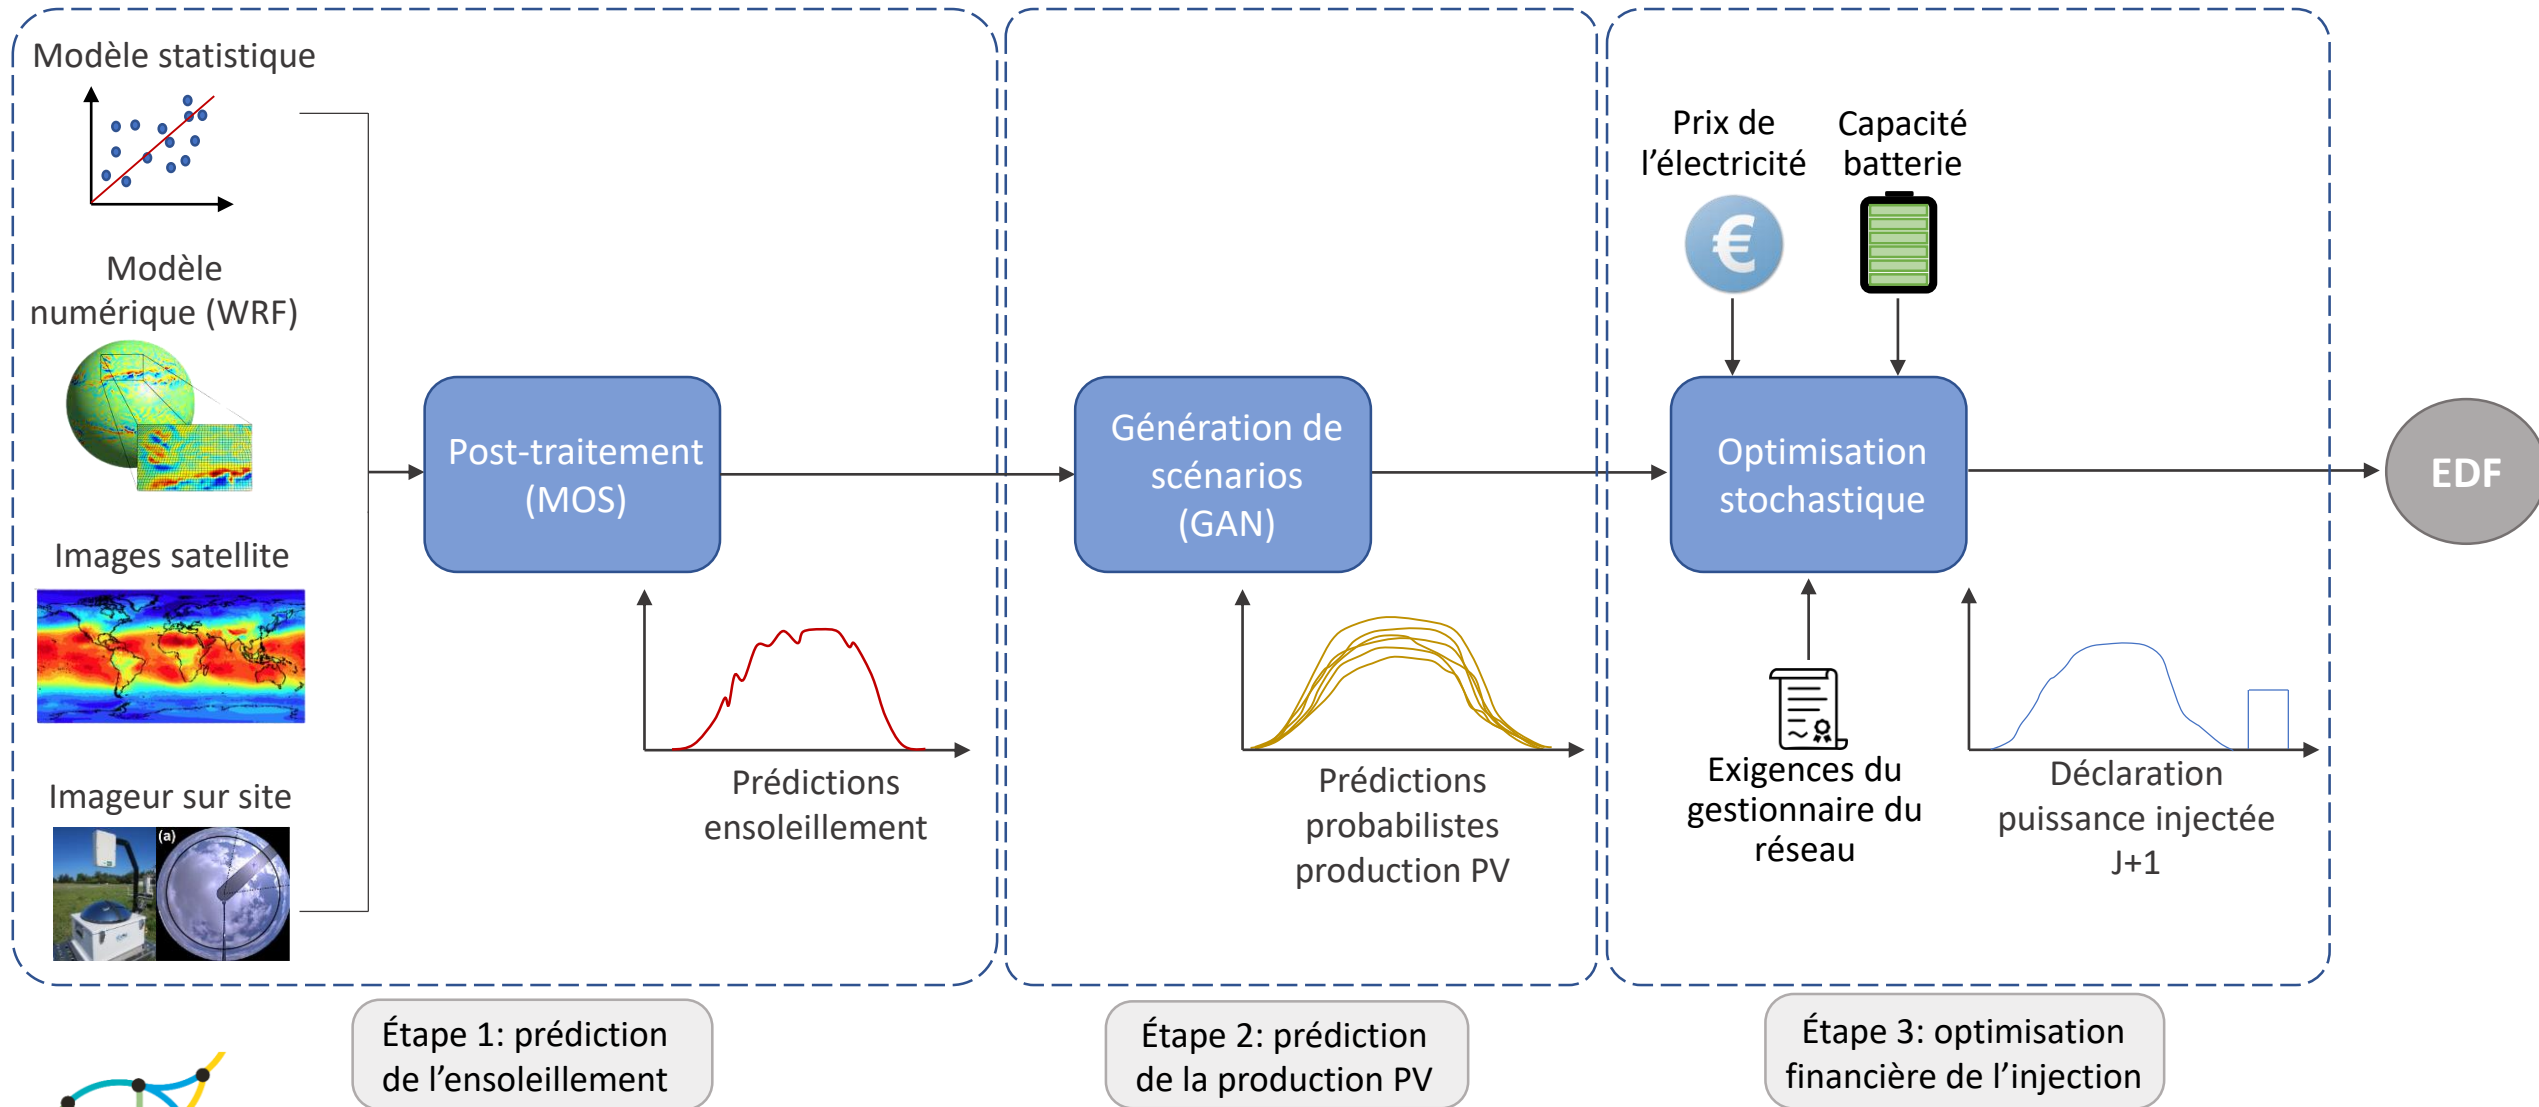 Modèle statistique
Modèle
numérique (WRF)
Images satellite
Imageur sur site
(a)
Post-traitement
(MOS)
Prédictions
ensoleillement
Étape 1: prédiction
de l'ensoleillement
Génération de
scénarios
(GAN)
Prédictions
probabilistes
production PV
Étape 2: prédiction
de la production PV
Prix de
l'électricité
€
Capacité
batterie
Optimisation
stochastique
Exigences du
gestionnaire du
réseau
Déclaration
puissance injectée
J+1
Étape 3: optimisation
financière de l'injection
EDF